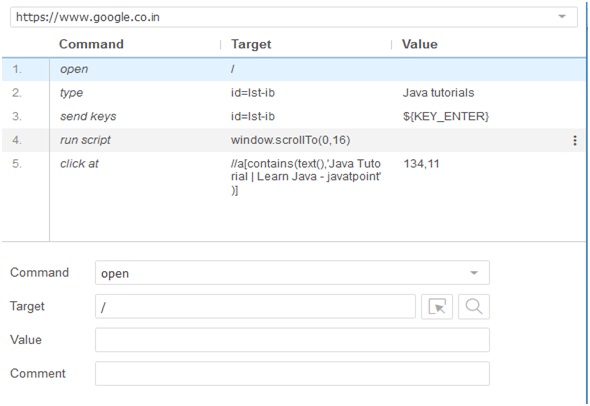 https://www.google.co.in
Command Target Value
1. open /
2. type id=lst-ib Java tutorials
3. send keys id=lst-ib ${KEY_ENTER}
4. run script window.scrollTo(0,16)
5. click at //a[contains(text(),'Java Tuto 134,11
rial | Learn Java - javatpoint'
)]
Command open
Target /
Value
Comment